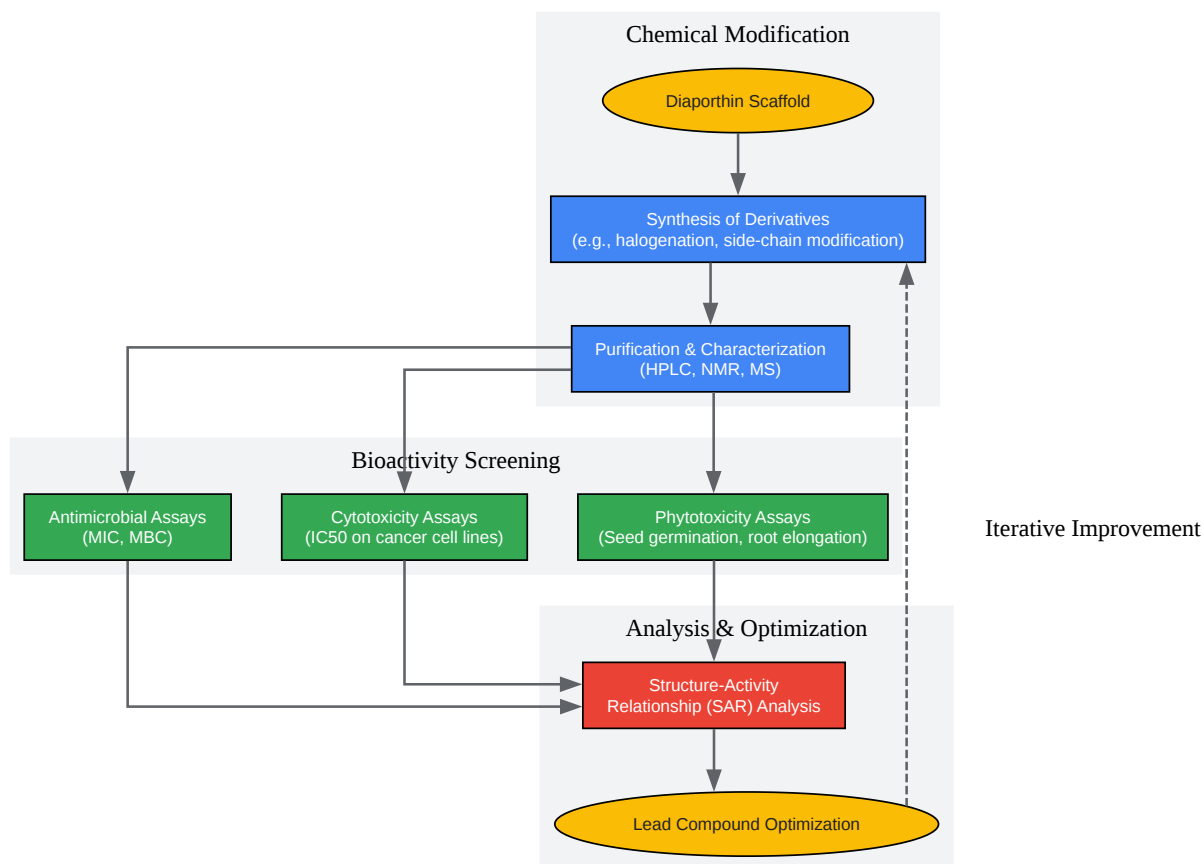 Chemical Modification
Diaporthin Scaffold
Synthesis of Derivatives
(e.g., halogenation, side-chain modification)
Purification & Characterization
(HPLC, NMR, MS)
Bioactivity Screening
Antimicrobial Assays
(MIC, MBC)
Cytotoxicity Assays
(IC50 on cancer cell lines)
Phytotoxicity Assays
(Seed germination, root elongation)
Iterative Improvement
Analysis & Optimization
Structure-Activity
Relationship (SAR) Analysis
Lead Compound Optimization